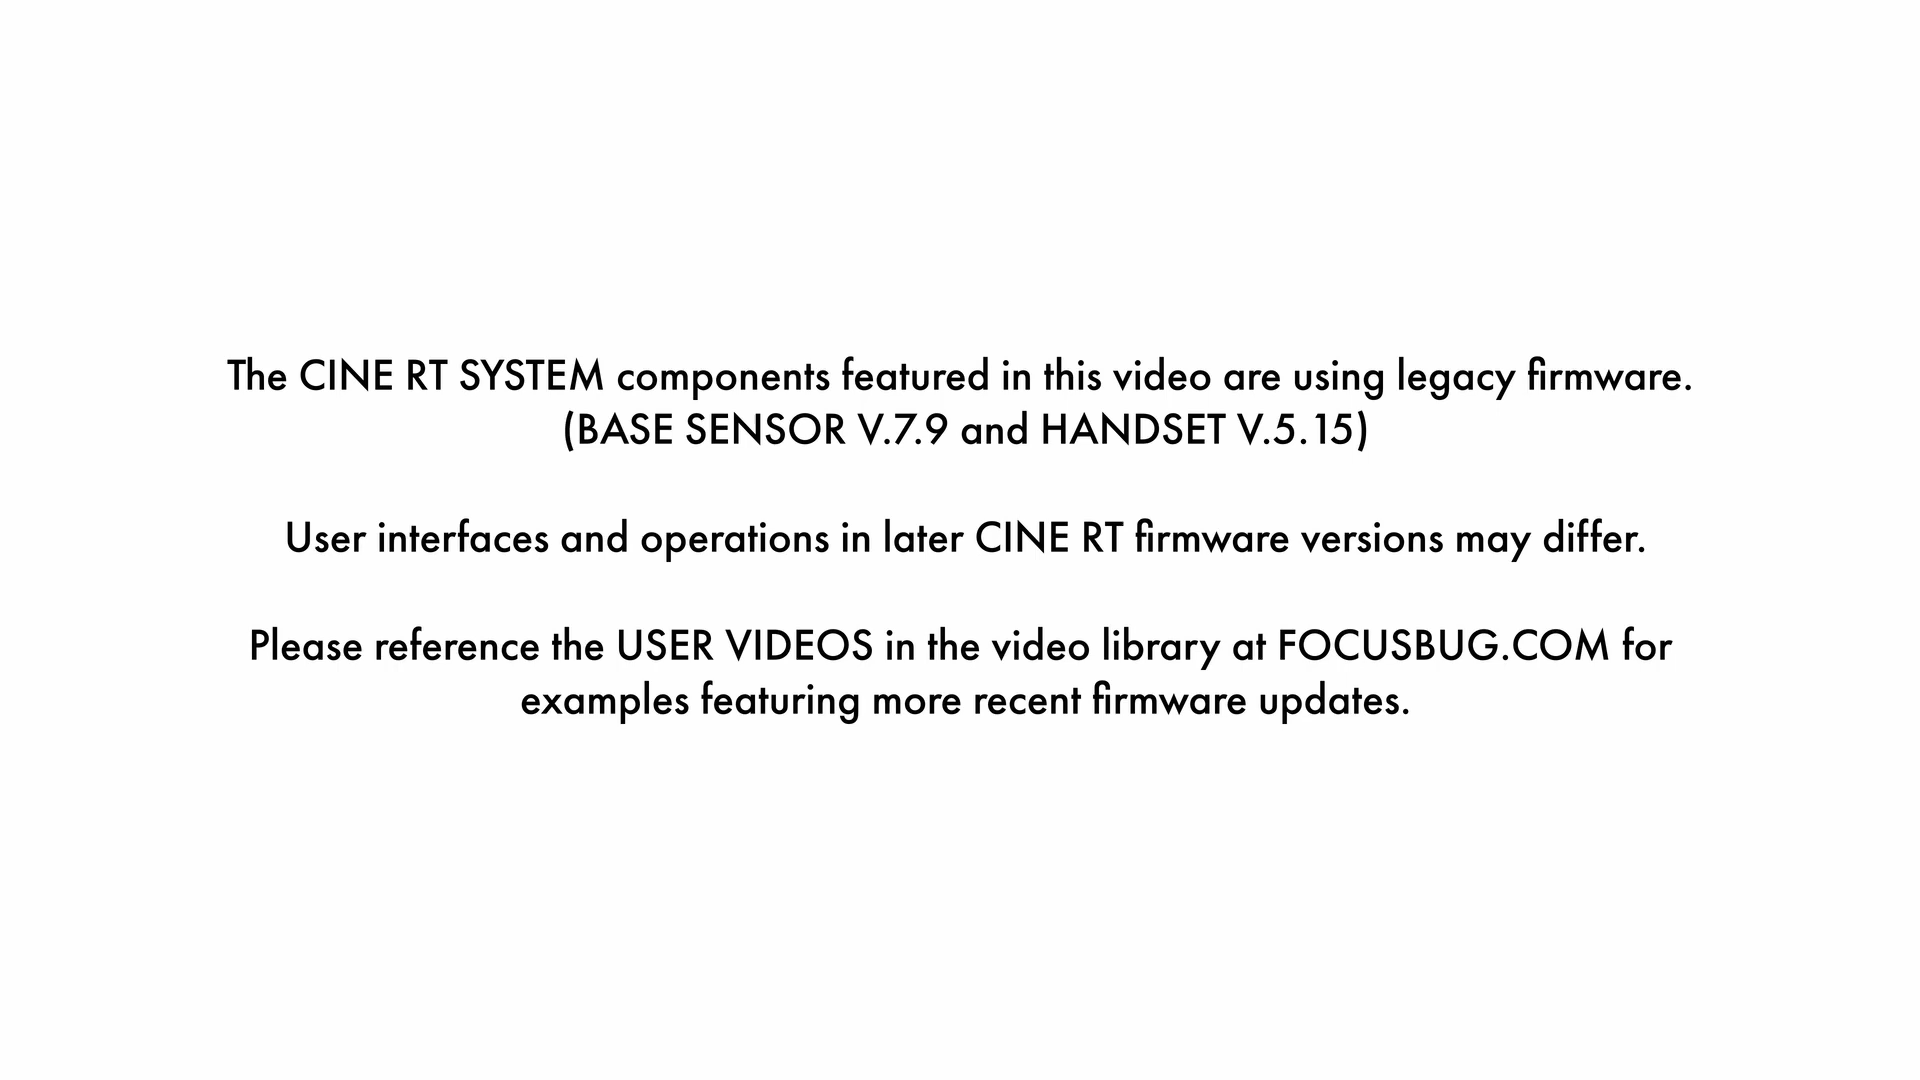 The CINE RT SYSTEM components featured in this video are using legacy firmware.
(BASE SENSOR V.7.9 and HANDSET V.5.15)
User interfaces and operations in later CINE RT firmware versions may differ.
Please reference the USER VIDEOS in the video library at FOCUSBUG.COM for
examples featuring more recent firmware updates.